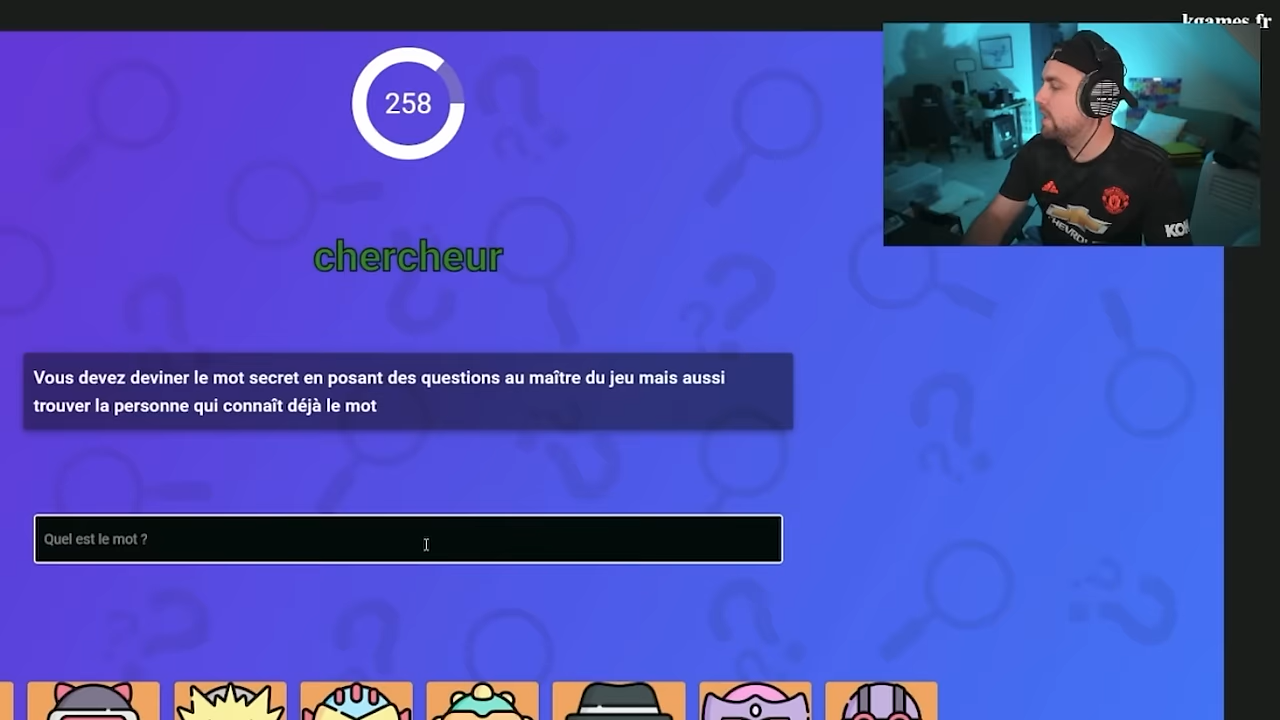 kgames.fr
258
chercheur
Vous devez deviner le mot secret en posant des questions au maître du jeu mais aussi
trouver la personne qui connaît déjà le mot
Quel est le mot ?